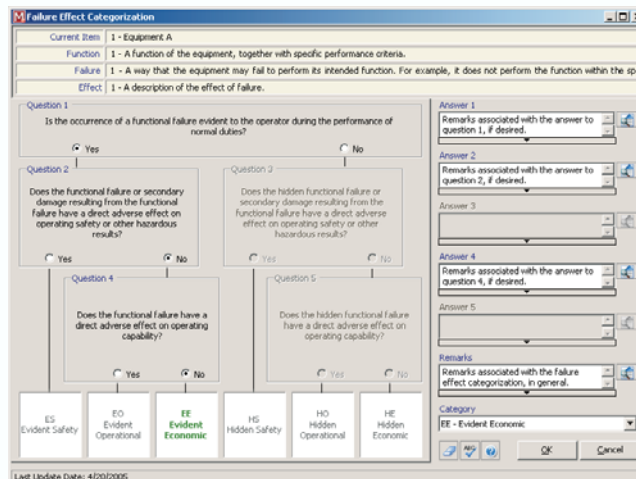 Failure Effect Categorization
Current Item 1 - Equipment A
Function 1 - A function of the equipment, together with specific performance criteria.
Failure 1 - A way that the equipment may fail to perform its intended function. For example, it does not perform the function within the sp
Effect 1 - A description of the effect of failure.
Question 1
Is the occurrence of a functional failure evident to the operator during the performance of
normal duties?
Yes No
Question 2
Does the functional failure or secondary
damage resulting from the
functional failure have a direct adverse effect on
operating safety or other hazardous
results?
Yes No
Question 3
Does the hidden functional failure or
secondary damage resulting from the
functional failure have a direct adverse
effect on operating safety or other
hazardous results?
Yes No
Question 4
Does the functional failure have a
direct adverse effect on operating
capability?
Yes No
Question 5
Does the hidden functional failure
have a direct adverse effect on
operating capability?
Yes No
ES
Evident Safety
EO
Evident
Operational
EE
Evident
Economic
HS
Hidden Safety
HO
Hidden
Operational
HE
Hidden
Economic
Answer 1
Remarks associated with the answer to
question 1, if desired.
Answer 2
Remarks associated with the answer to
question 2, if desired.
Answer 3
Answer 4
Remarks associated with the answer to
question 4, if desired.
Answer 5
Remarks
Remarks associated with the failure
effect categorization, in general.
Category
EE - Evident Economic
ABC
OK Cancel
Last Update Date: 4/20/2005